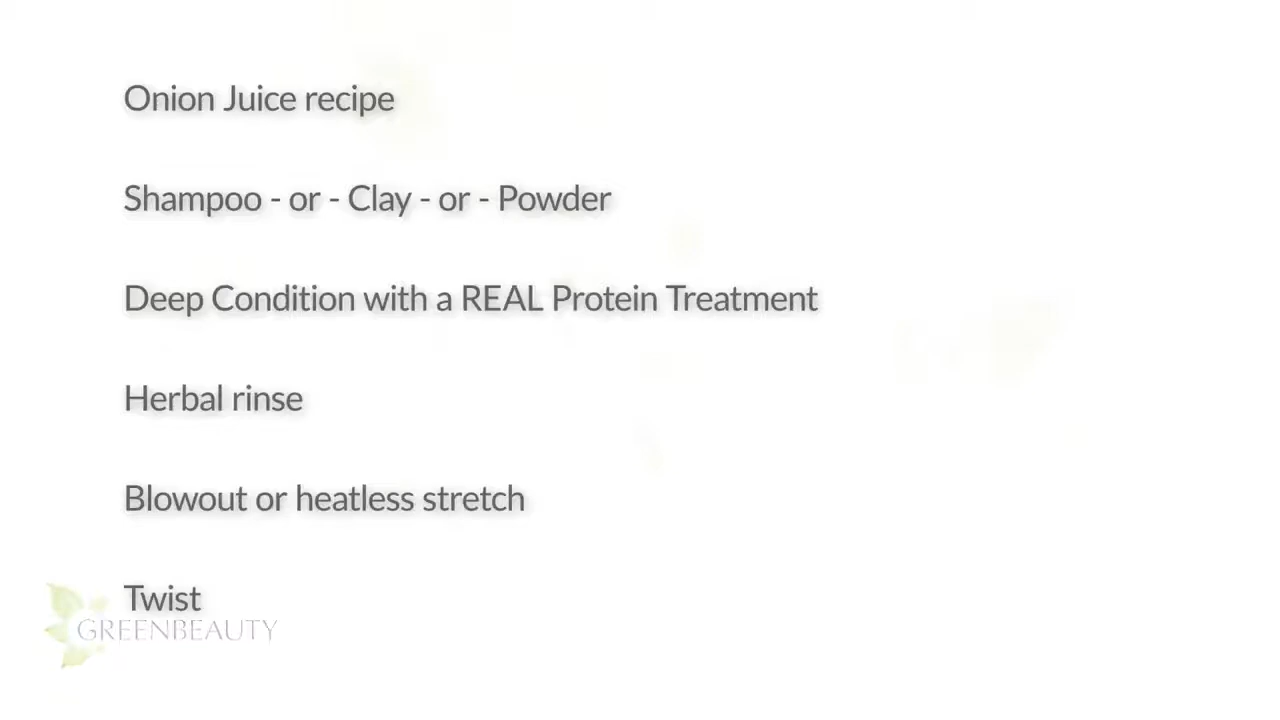 Onion Juice recipe
Shampoo - or - Clay - or - Powder
Deep Condition with a REAL Protein Treatment
Herbal rinse
Blowout or heatless stretch
Twist
GREENBEAUTY